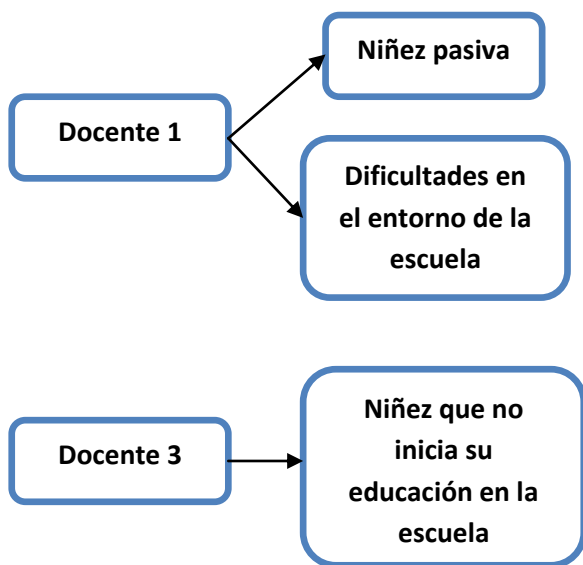 Niñez pasiva
Docente 1
Dificultades en
el entorno de la
escuela
Niñez que no
inicia su
educación en la
escuela
Docente 3